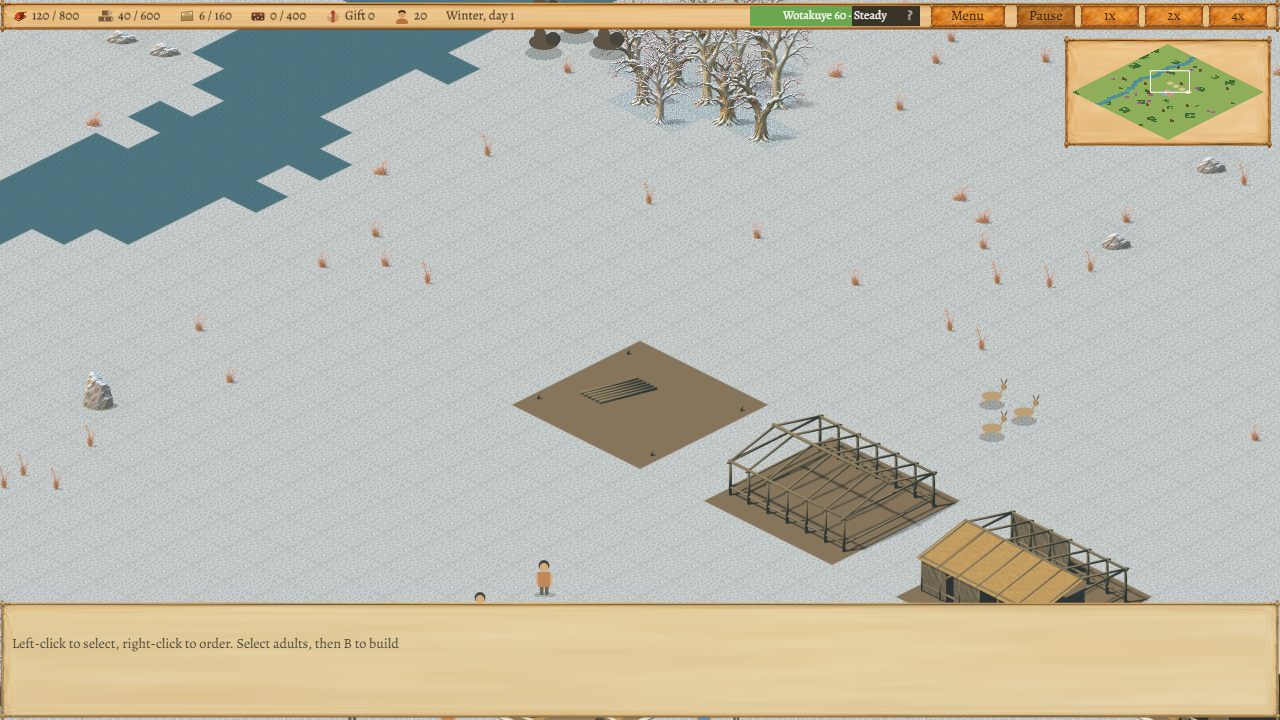 120 / 800 40 / 600 6 / 160 0 / 400 Gift 0 20 Winter, day 1 Wotakuye 60 - Steady ? Menu Pause 1x 2x 4x
Left-click to select, right-click to order. Select adults, then B to build